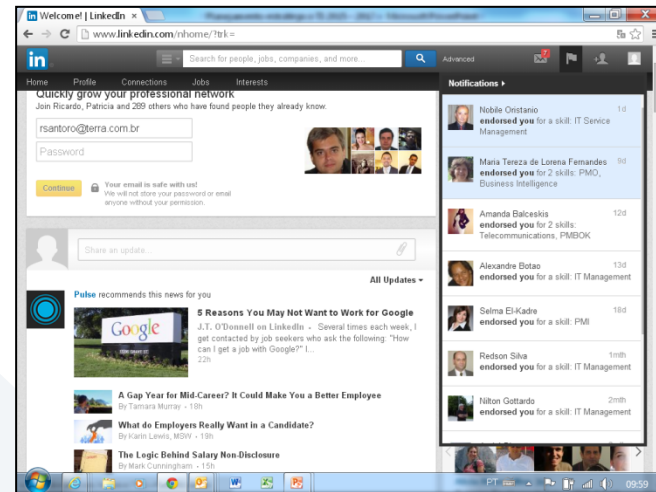 Welcome! | LinkedIn
www.linkedin.com/nhome/?trk=
in
Search for people, jobs, companies, and more...
Advanced
Home Profile Connections Jobs Interests
Quickly grow your professional network
Join Ricardo, Patricia and 289 others who have found people they already know.
rsantoro@terra.com.br
Password
Continue
Your email is safe with us!
We will not store your password or email
anyone without your permission.
Share an update...
All Updates
Pulse recommends this news for you
Google
5 Reasons You May Not Want to Work for Google
J.T. O'Donnell on LinkedIn - Several times each week, I
get contacted by job seekers who ask the following: "How
can I get a job with Google?" I...
22h
A Gap Year for Mid-Career? It Could Make You a Better Employee
By Tamara Murray - 18h
What do Employers Really Want in a Candidate?
By Karin Lewis, MSW - 19h
The Logic Behind Salary Non-Disclosure
By Mark Cunningham - 15h
Notifications
Nobile Oristanio 1d
endorsed you for a skill: IT Service
Management
Maria Tereza de Lorena Fernandes 9d
endorsed you for 2 skills: PMO,
Business Intelligence
Amanda Balceskis 12d
endorsed you for 2 skills:
Telecommunications, PMBOK
Alexandre Botao 13d
endorsed you for a skill: IT Management
Selma El-Kadre 18d
endorsed you for a skill: PMI
Redson Silva 1mth
endorsed you for a skill: IT Management
Nilton Gottardo 2mth
endorsed you for a skill: IT Management
PT
09:59